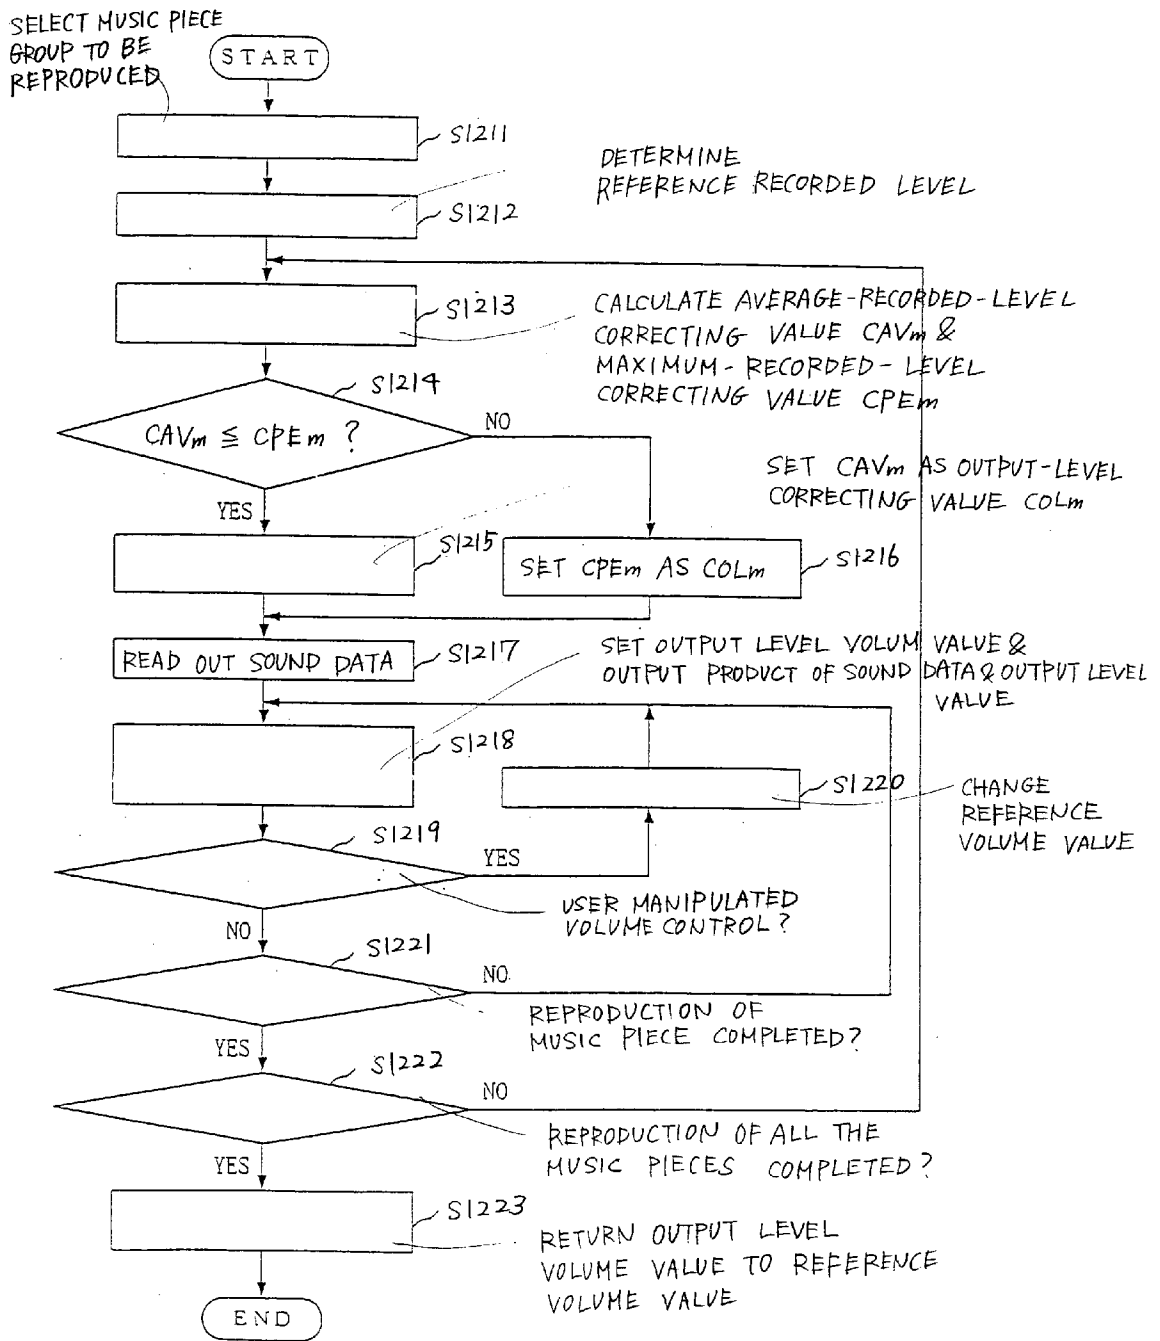 SELECT MUSIC PIECE
GROUP TO BE
REPRODUCED
START
S1211
DETERMINE
REFERENCE RECORDED LEVEL
S1212
S1213
CALCULATE AVERAGE-RECORDED-LEVEL
CORRECTING VALUE CAVm &
MAXIMUM-RECORDED-LEVEL
CORRECTING VALUE CPEm
S1214
CAVm ≦ CPEm ?
NO
YES
SET CAVm AS OUTPUT-LEVEL
CORRECTING VALUE COLm
S1215
SET CPEm AS COLm
S1216
READ OUT SOUND DATA
S1217
SET OUTPUT LEVEL VOLUM VALUE &
OUTPUT PRODUCT OF SOUND DATA & OUTPUT LEVEL
VALUE
S1218
S1220
CHANGE
REFERENCE
VOLUME VALUE
S1219
YES
USER MANIPULATED
VOLUME CONTROL?
NO
S1221
NO
REPRODUCTION OF
MUSIC PIECE COMPLETED?
YES
S1222
NO
REPRODUCTION OF ALL THE
MUSIC PIECES COMPLETED?
YES
S1223
RETURN OUTPUT LEVEL
VOLUME VALUE TO REFERENCE
VOLUME VALUE
END